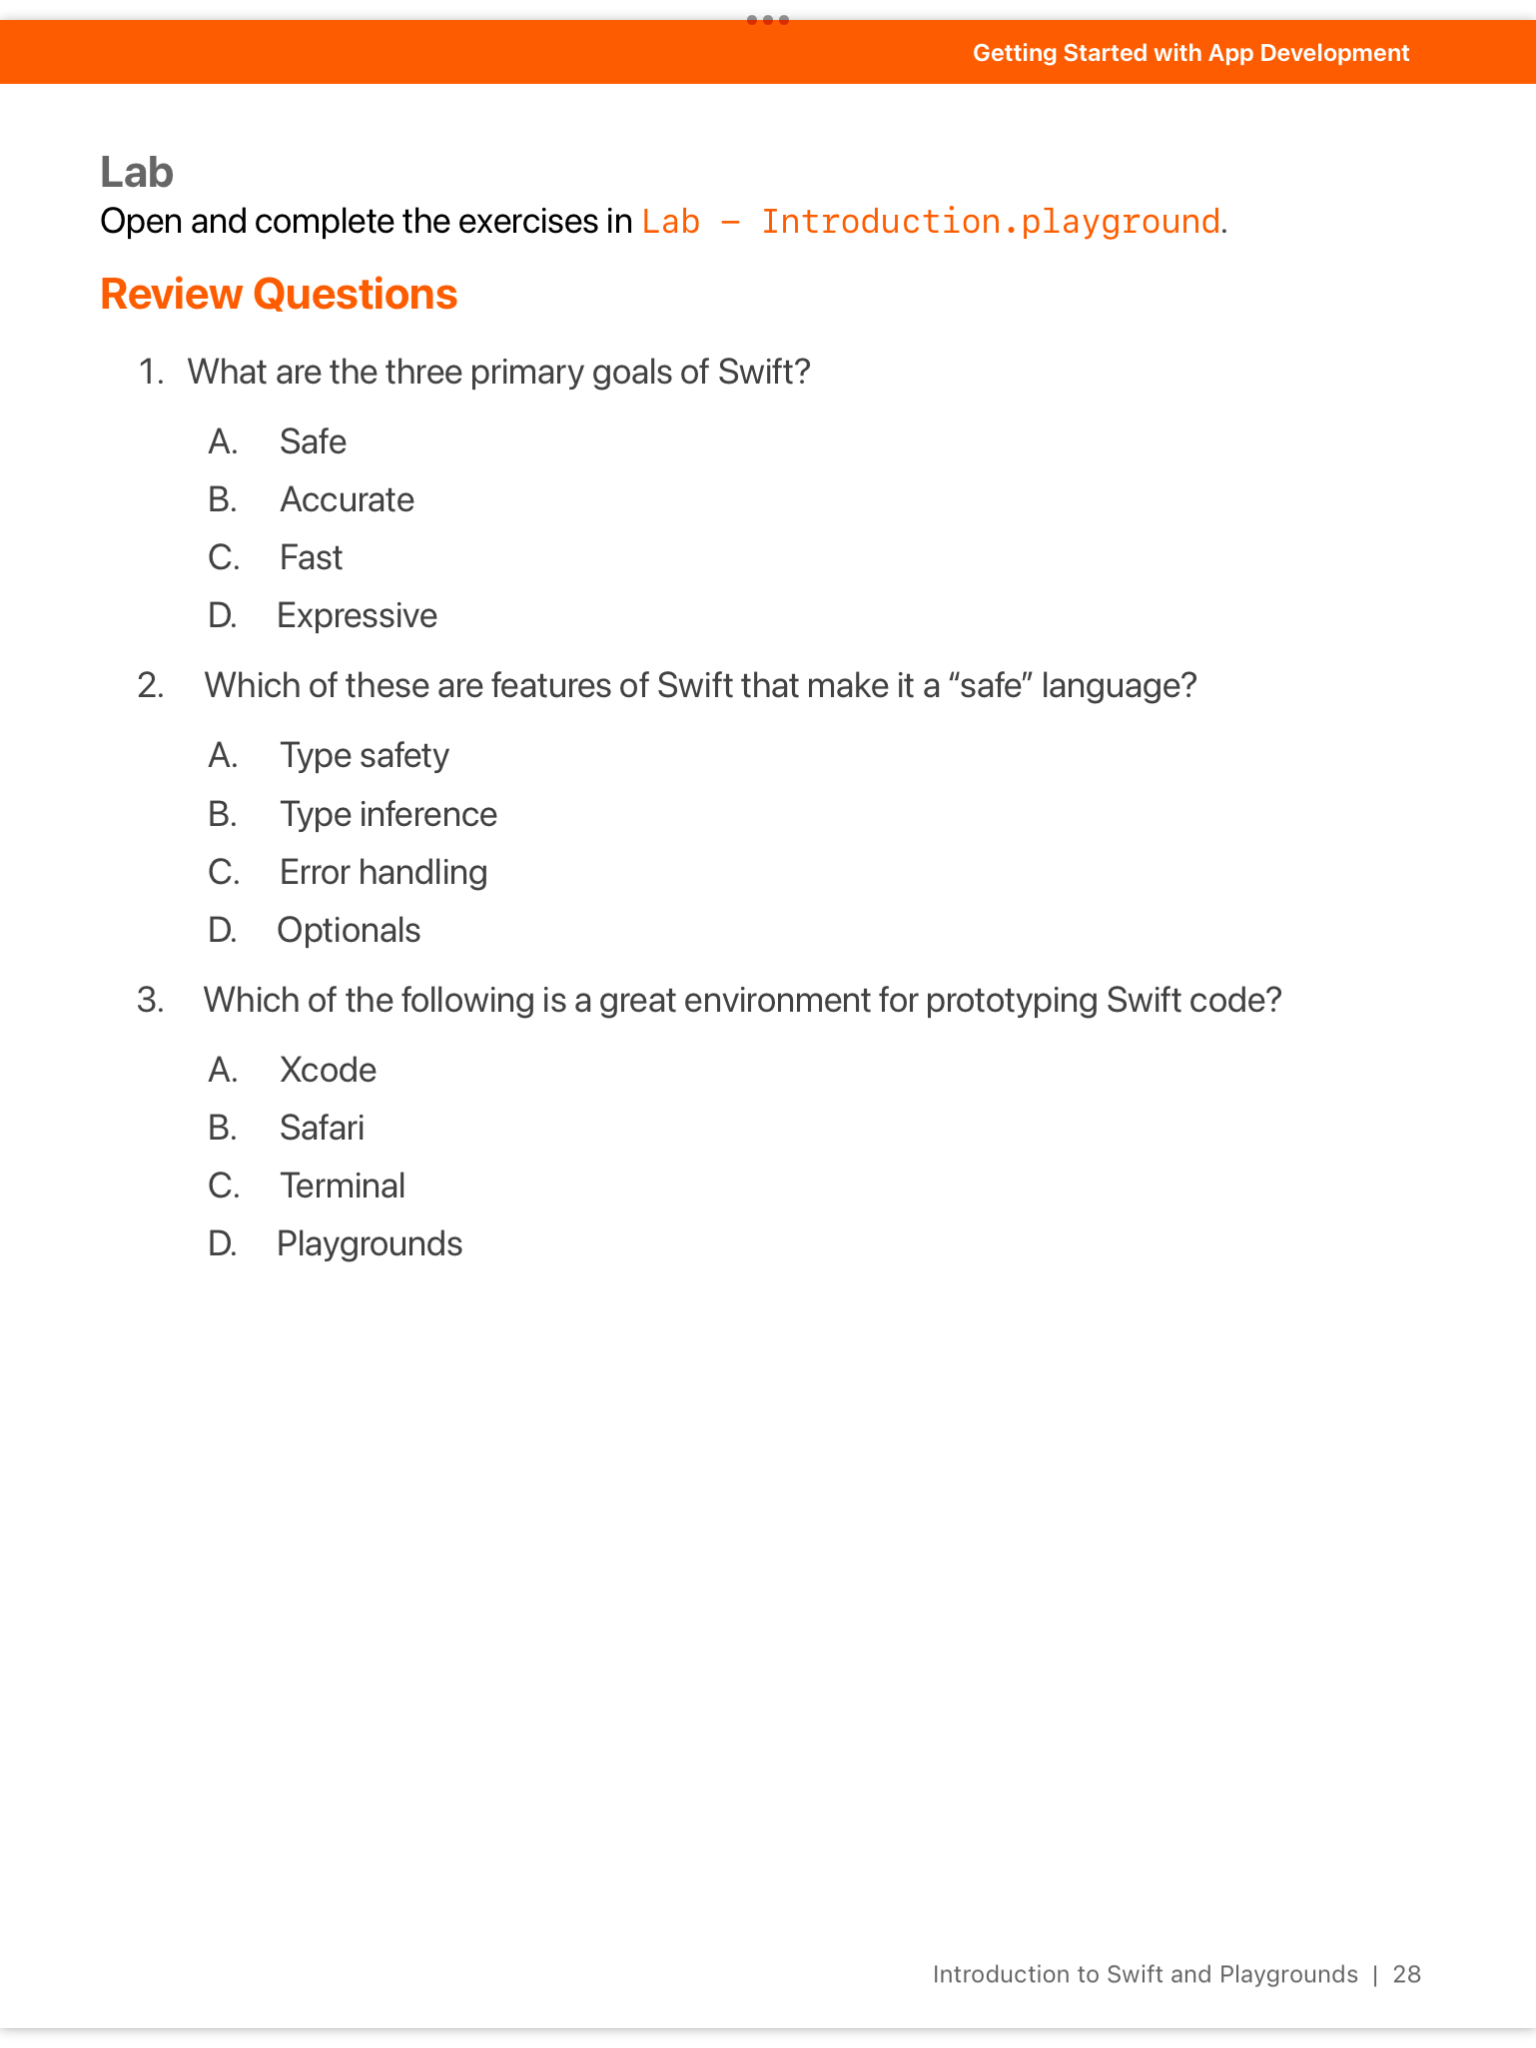 Getting Started with App Development
Lab
Open and complete the exercises in Lab – Introduction.playground.
Review Questions
1. What are the three primary goals of Swift?
A. Safe
B. Accurate
C. Fast
D. Expressive
2. Which of these are features of Swift that make it a “safe” language?
A. Type safety
B. Type inference
C. Error handling
D. Optionals
3. Which of the following is a great environment for prototyping Swift code?
A. Xcode
B. Safari
C. Terminal
D. Playgrounds
Introduction to Swift and Playgrounds | 28